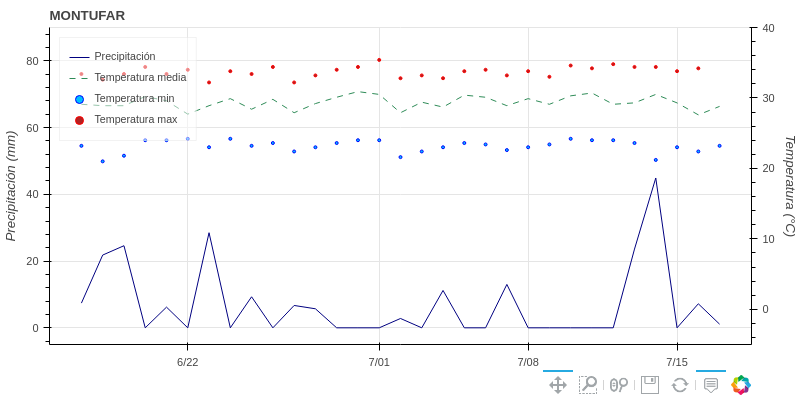 MONTUFAR
Precipitación
Temperatura média
Temperatura min
Temperatura max
Precipitación (mm)
80
60
40
20
0
40
30
20
10
0
Temperatura (°C)
6/22
7/01
7/08
7/15